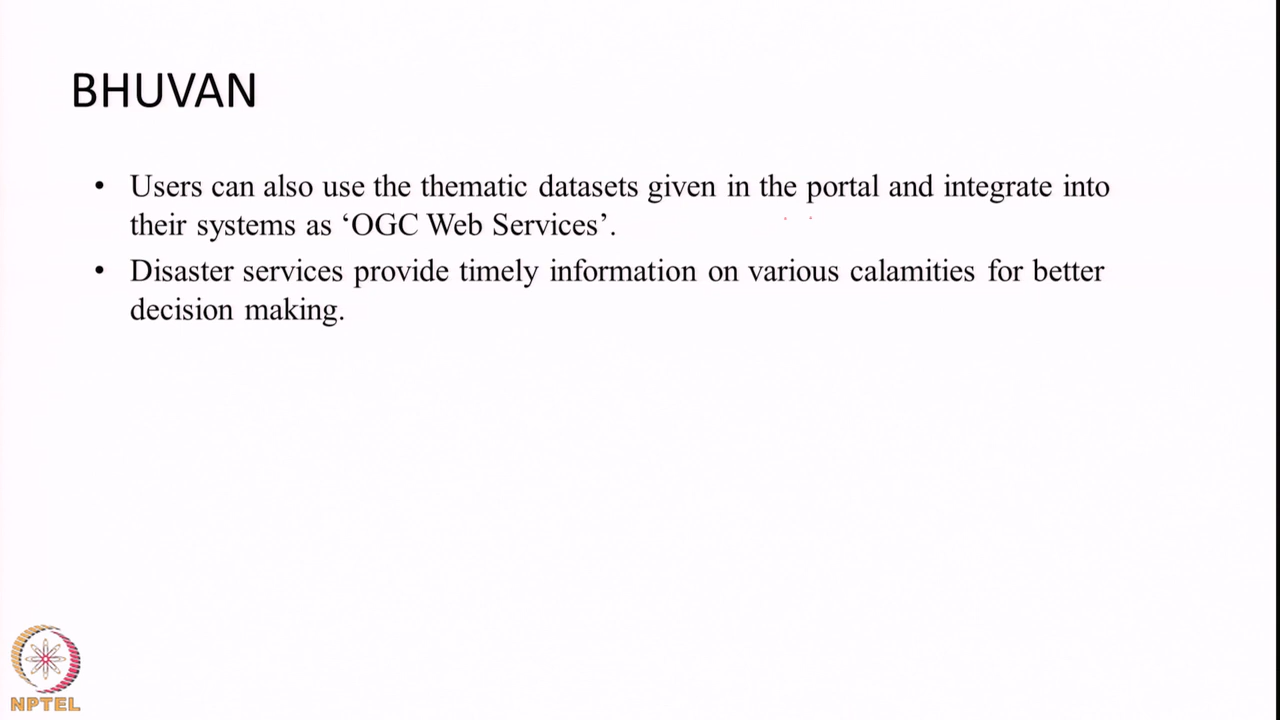 BHUVAN
• Users can also use the thematic datasets given in the portal and integrate into
their systems as ‘OGC Web Services’.
• Disaster services provide timely information on various calamities for better
decision making.
NPTEL